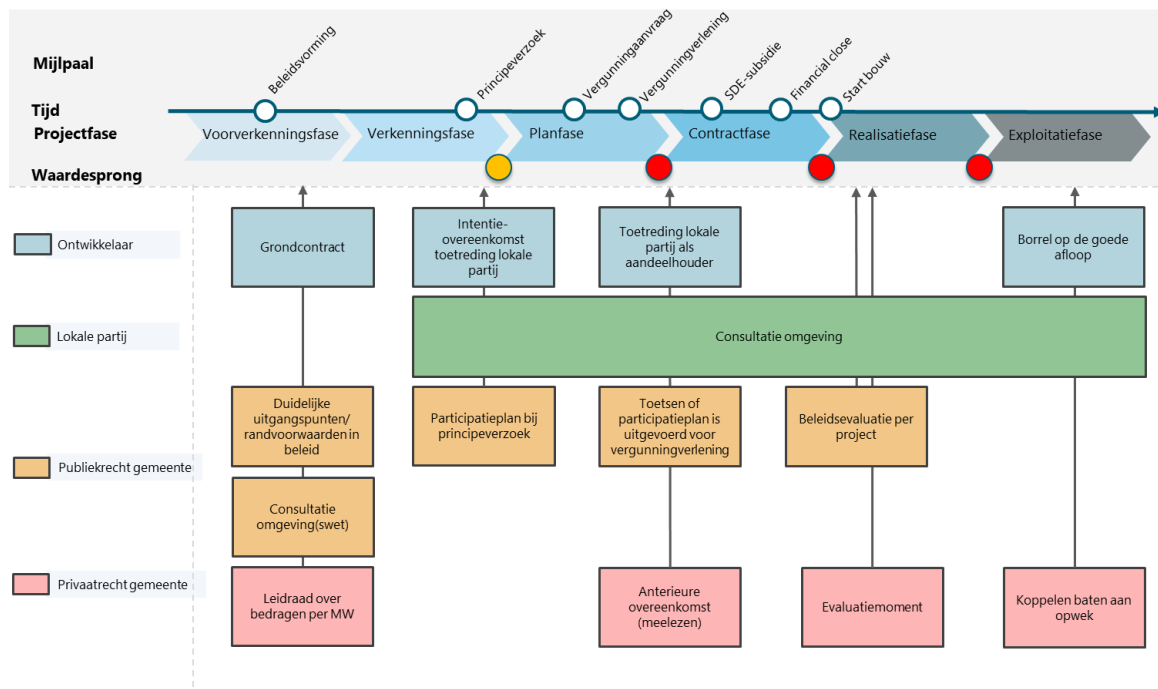 Mijlpaal
Beleidsvorming
Principeverzoek
Vergunningaanvraag
Vergunningverlening
SDE-subsidie
Financial close
Start bouw
Tijd
Projectfase
Voorverkenningsfase
Verkenningsfase
Planfase
Contractfase
Realisatiefase
Exploitatiefase
Waardesprong
Ontwikkelaar
Grondcontract
Intentie-
overeenkomst
toetreding lokale
partij
Toetreding lokale
partij als
aandeelhouder
Borrel op de goede
afloop
Lokale partij
Consultatie omgeving
Publiekrecht gemeente
Duidelijke
uitgangspunten/
randvoorwaarden in
beleid
Participatieplan bij
principeverzoek
Toetsen of
participatieplan is
uitgevoerd voor
vergunningverlening
Beleidsevaluatie per
project
Consultatie
omgeving(swet)
Privaatrecht gemeente
Leidraad over
bedragen per MW
Anterieure
overeenkomst
(meelezen)
Evaluatiemoment
Koppelen baten aan
opwek